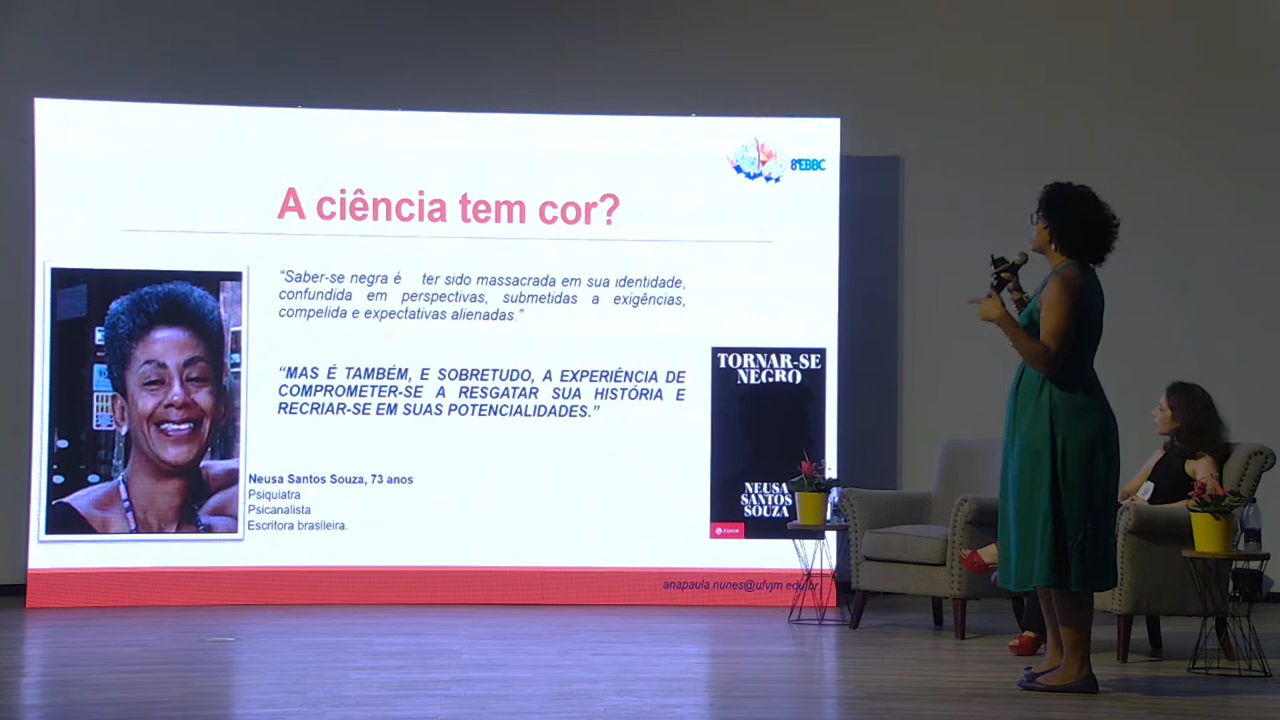 8ºEBBC
A ciência tem cor?
“Saber-se negra é ter sido massacrada em sua identidade,
confundida em perspectivas, submetidas a exigências,
compelida e expectativas alienadas.”
“MAS É TAMBÉM, E SOBRETUDO, A EXPERIÊNCIA DE
COMPROMETER-SE A RESGATAR SUA HISTÓRIA E
RECRIAR-SE EM SUAS POTENCIALIDADES.”
TORNAR-SE
NEGRO
NEUSA
SANTOS
SOUZA
ZAHAR
Neusa Santos Souza, 73 anos
Psiquiatra
Psicanalista
Escritora brasileira.
anapaula.nunes@ufvjm.edu.br